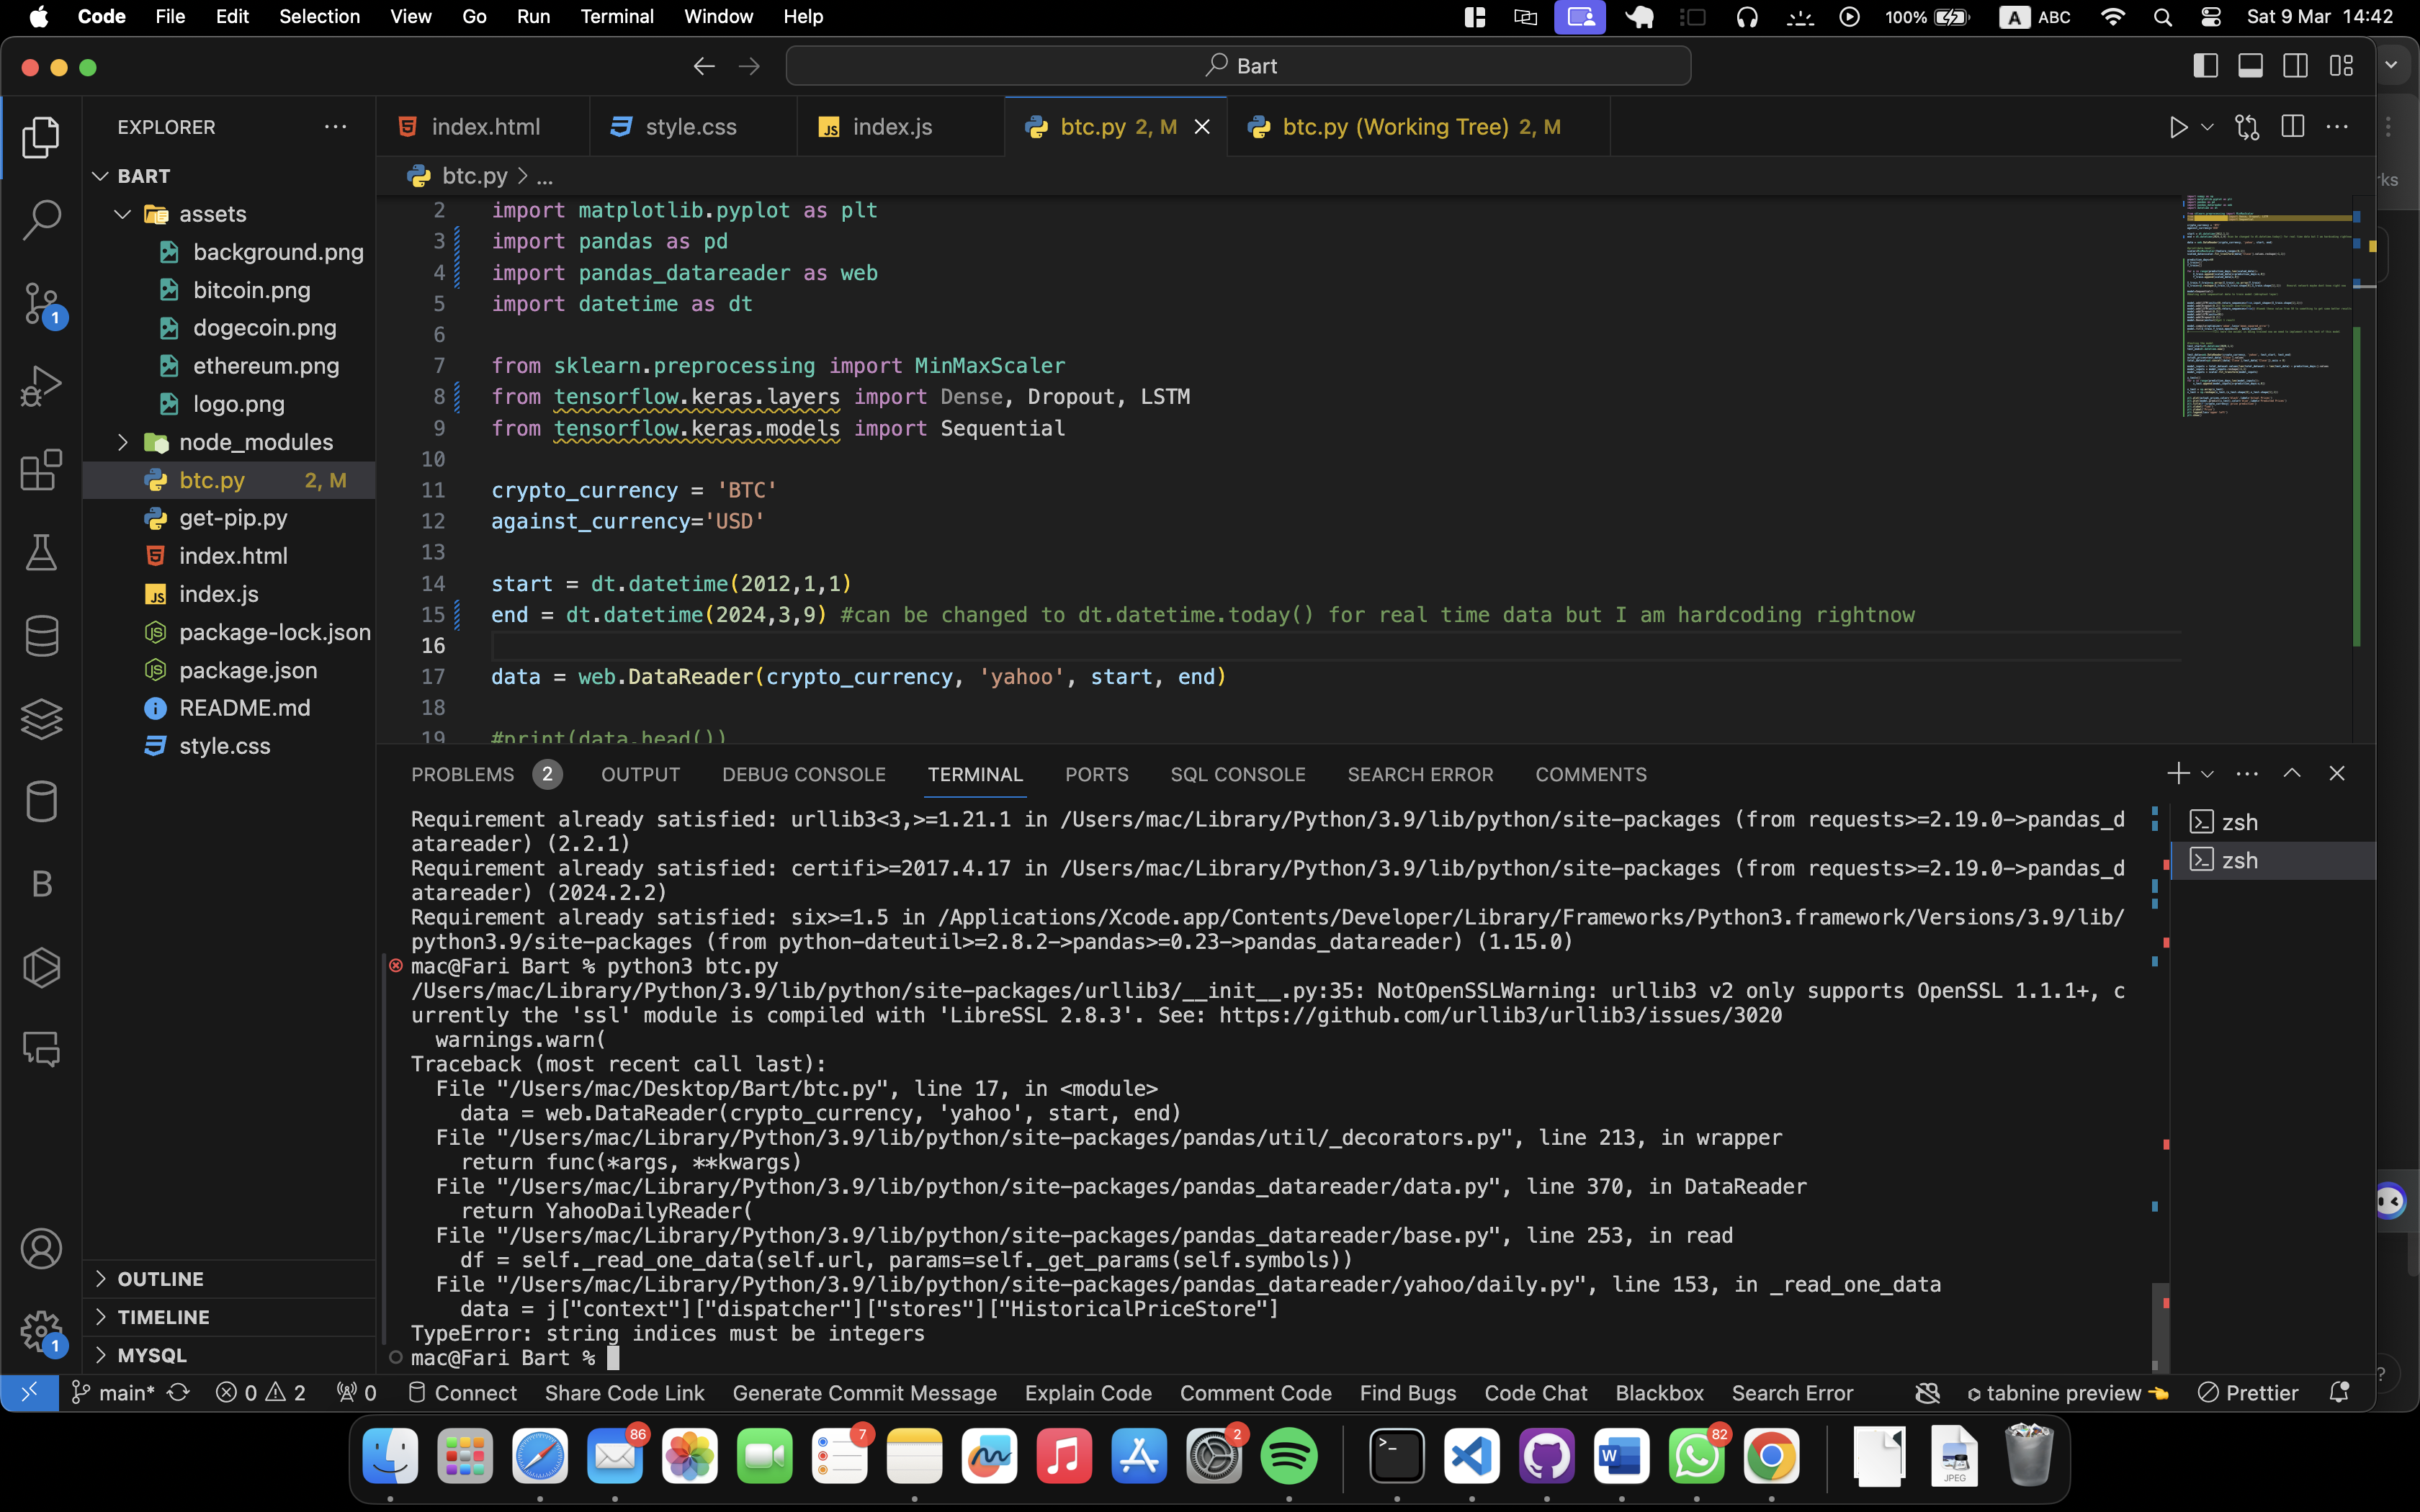 Code File Edit Selection View Go Run Terminal Window Help 100% A ABC Sat 9 Mar 14:42
Bart
EXPLORER
BART
assets
background.png
bitcoin.png
dogecoin.png
ethereum.png
logo.png
node_modules
btc.py 2, M
get-pip.py
index.html
JS index.js
package-lock.json
package.json
README.md
style.css
OUTLINE
TIMELINE
MYSQL
index.html style.css JS index.js btc.py 2, M btc.py (Working Tree) 2, M
btc.py > ...
2 import matplotlib.pyplot as plt
3 import pandas as pd
4 import pandas_datareader as web
5 import datetime as dt
6
7 from sklearn.preprocessing import MinMaxScaler
8 from tensorflow.keras.layers import Dense, Dropout, LSTM
9 from tensorflow.keras.models import Sequential
10
11 crypto_currency = 'BTC'
12 against_currency='USD'
13
14 start = dt.datetime(2012,1,1)
15 end = dt.datetime(2024,3,9) #can be changed to dt.datetime.today() for real time data but I am hardcoding rightnow
16
17 data = web.DataReader(crypto_currency, 'yahoo', start, end)
18
19 #print(data.head())
PROBLEMS 2 OUTPUT DEBUG CONSOLE TERMINAL PORTS SQL CONSOLE SEARCH ERROR COMMENTS
Requirement already satisfied: urllib3<3,>=1.21.1 in /Users/mac/Library/Python/3.9/lib/python/site-packages (from requests>=2.19.0->pandas_d
atareader) (2.2.1)
Requirement already satisfied: certifi>=2017.4.17 in /Users/mac/Library/Python/3.9/lib/python/site-packages (from requests>=2.19.0->pandas_d
atareader) (2024.2.2)
Requirement already satisfied: six>=1.5 in /Applications/Xcode.app/Contents/Developer/Library/Frameworks/Python3.framework/Versions/3.9/lib/
python3.9/site-packages (from python-dateutil>=2.8.2->pandas>=0.23->pandas_datareader) (1.15.0)
mac@Fari Bart % python3 btc.py
/Users/mac/Library/Python/3.9/lib/python/site-packages/urllib3/__init__.py:35: NotOpenSSLWarning: urllib3 v2 only supports OpenSSL 1.1.1+, c
urrently the 'ssl' module is compiled with 'LibreSSL 2.8.3'. See: https://github.com/urllib3/urllib3/issues/3020
warnings.warn(
Traceback (most recent call last):
File "/Users/mac/Desktop/Bart/btc.py", line 17, in <module>
data = web.DataReader(crypto_currency, 'yahoo', start, end)
File "/Users/mac/Library/Python/3.9/lib/python/site-packages/pandas/util/_decorators.py", line 213, in wrapper
return func(*args, **kwargs)
File "/Users/mac/Library/Python/3.9/lib/python/site-packages/pandas_datareader/data.py", line 370, in DataReader
return YahooDailyReader(
File "/Users/mac/Library/Python/3.9/lib/python/site-packages/pandas_datareader/base.py", line 253, in read
df = self._read_one_data(self.url, params=self._get_params(self.symbols))
File "/Users/mac/Library/Python/3.9/lib/python/site-packages/pandas_datareader/yahoo/daily.py", line 153, in _read_one_data
data = j["context"]["dispatcher"]["stores"]["HistoricalPriceStore"]
TypeError: string indices must be integers
mac@Fari Bart %
zsh
zsh
1
B
1
ks
main* 0 2 0 Connect Share Code Link Generate Commit Message Explain Code Comment Code Find Bugs Code Chat Blackbox Search Error tabnine preview Prettier
86 7 2 82
W
JPEG